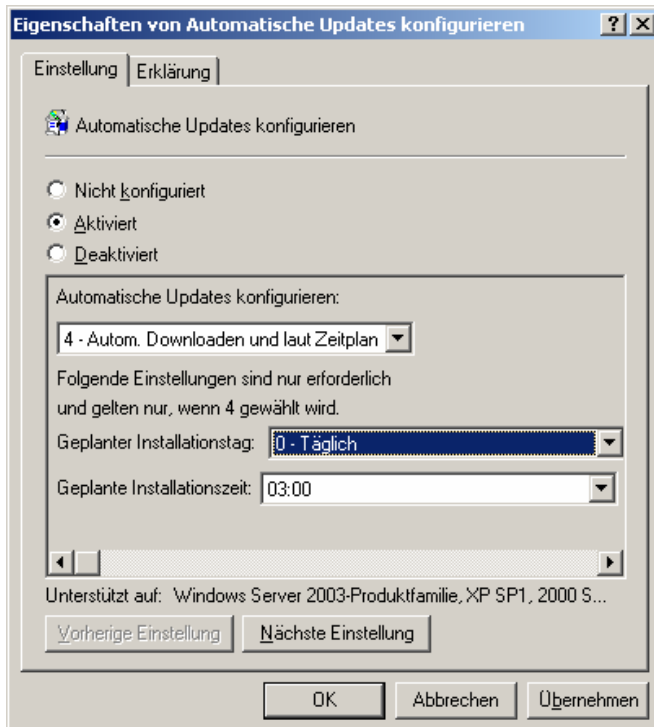 Eigenschaften von Automatische Updates konfigurieren
Einstellung Erklärung
Automatische Updates konfigurieren
Nicht konfiguriert
Aktiviert
Deaktiviert
Automatische Updates konfigurieren:
4 - Autom. Downloaden und laut Zeitplan
Folgende Einstellungen sind nur erforderlich
und gelten nur, wenn 4 gewählt wird.
Geplanter Installationstag: 0 - Täglich
Geplante Installationszeit: 03:00
Unterstützt auf: Windows Server 2003-Produktfamilie, XP SP1, 2000 S...
Vorherige Einstellung Nächste Einstellung
OK Abbrechen Übernehmen